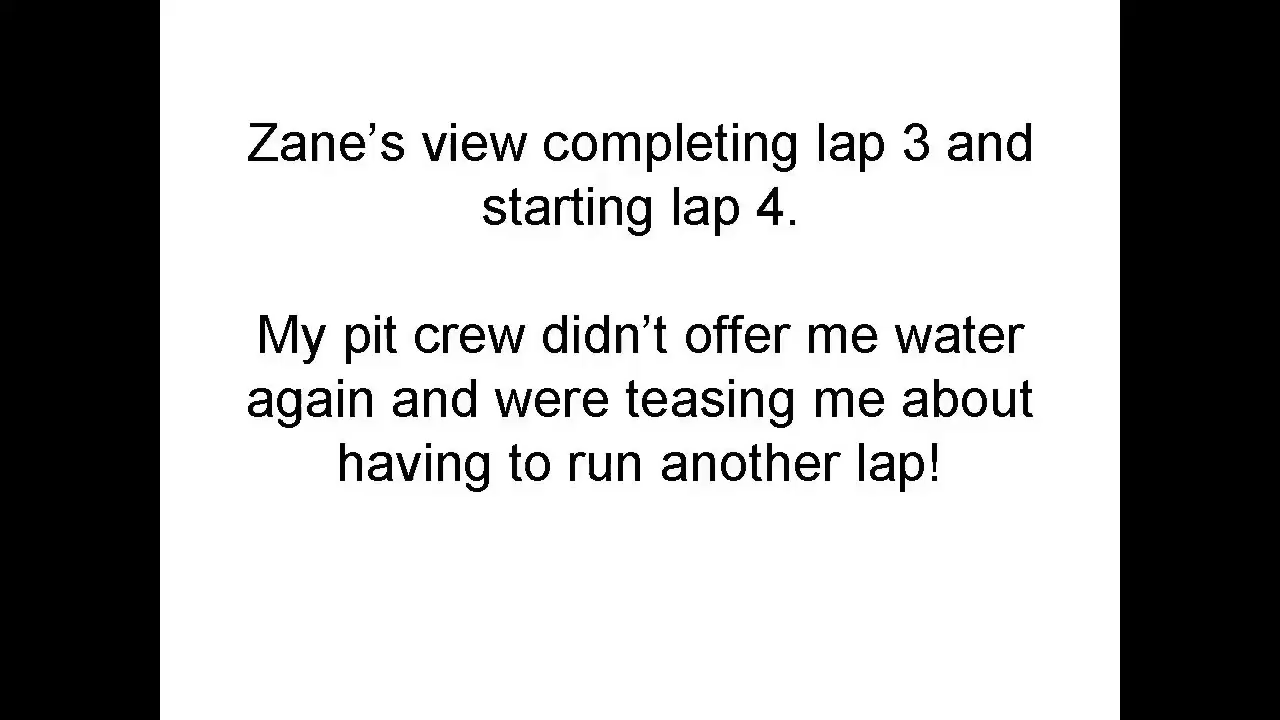 Zane’s view completing lap 3 and
starting lap 4.
My pit crew didn’t offer me water
again and were teasing me about
having to run another lap!